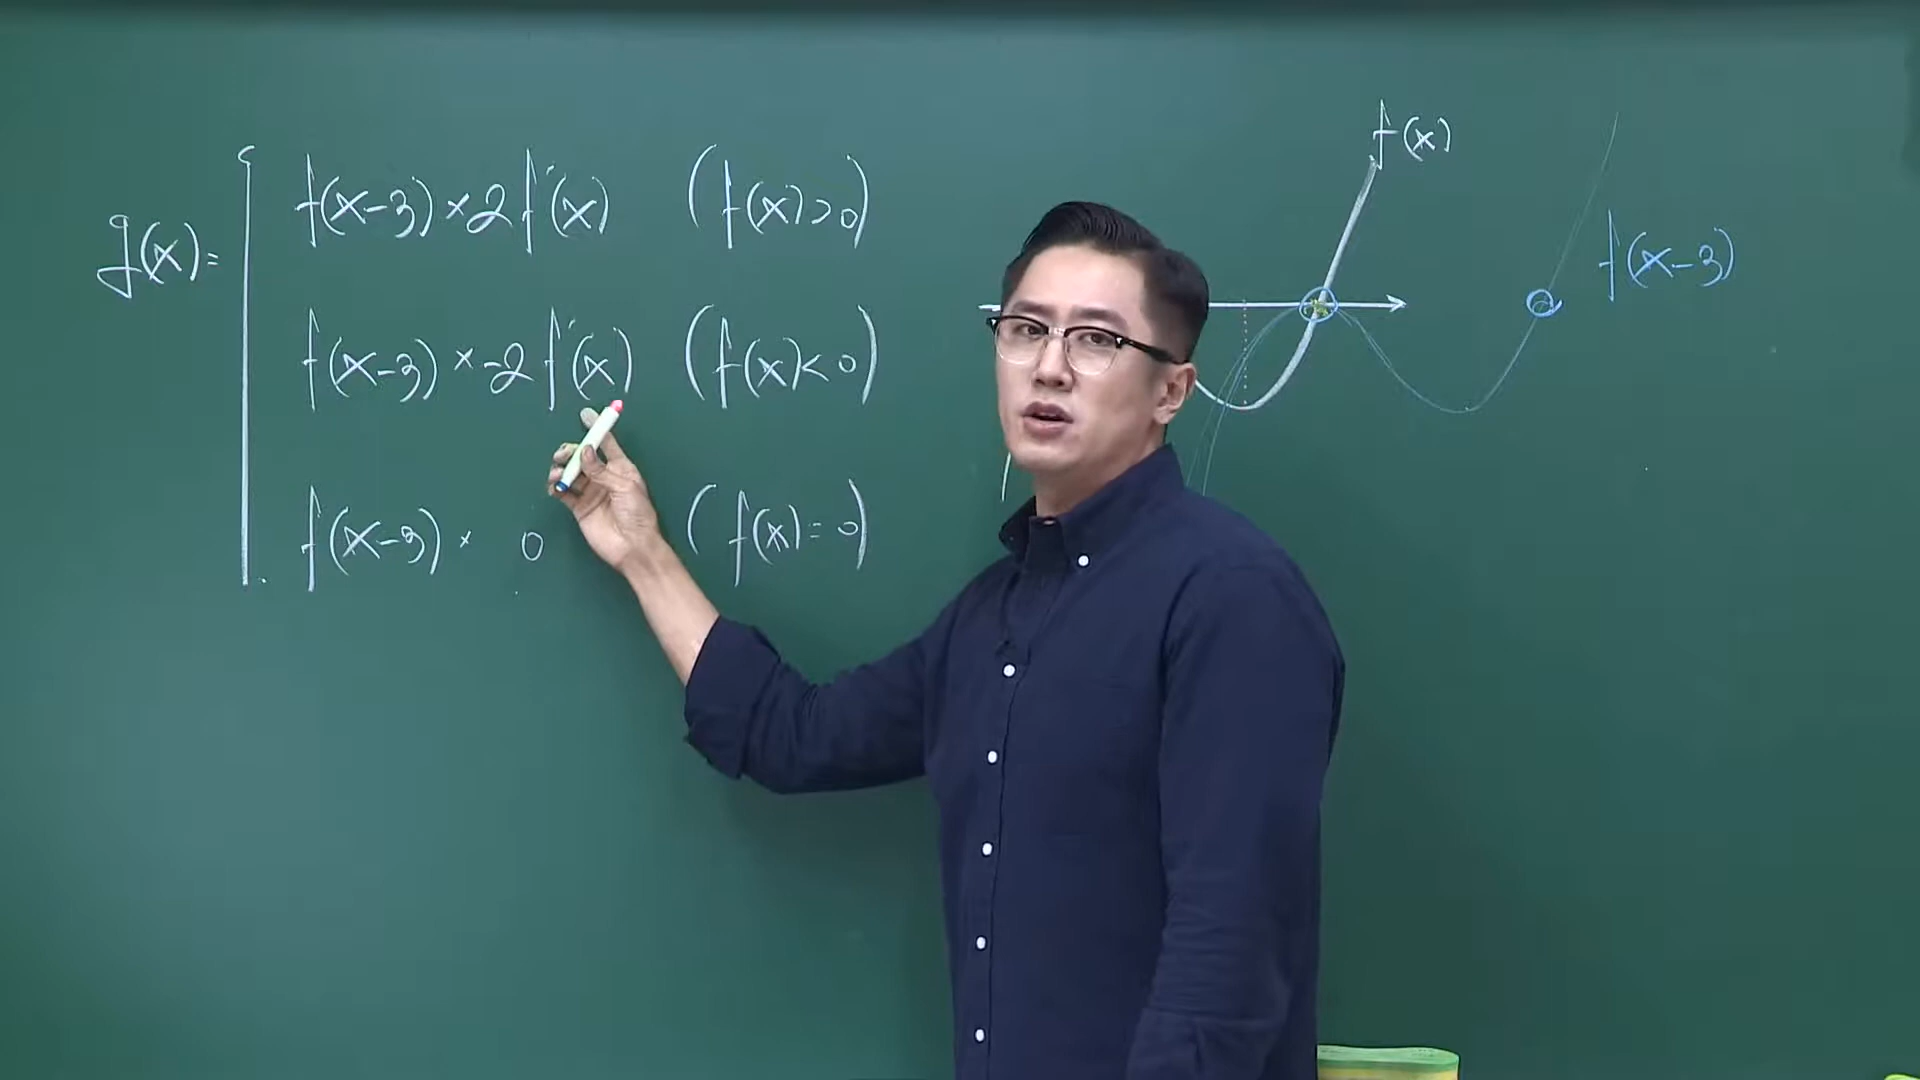 g(x)=
f(x-3)×2f'(x) (f(x)>0)
f(x-3)×-2f'(x) (f(x)<0)
f(x-3)× 0 (f(x)=0)
f(x)
f(x-3)